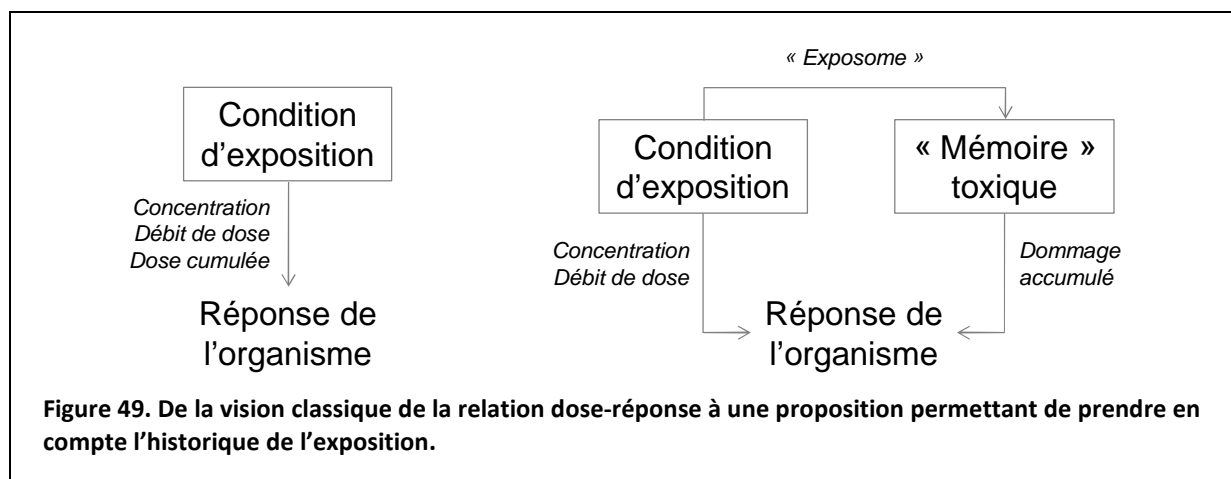 Condition
d'exposition
Concentration
Débit de dose
Dose cumulée
Réponse de
l'organisme
« Exposome »
Condition
d'exposition
« Mémoire »
toxique
Concentration
Débit de dose
Dommage
accumulé
Réponse de
l'organisme
Figure 49. De la vision classique de la relation dose-réponse à une proposition permettant de prendre en
compte l'historique de l'exposition.